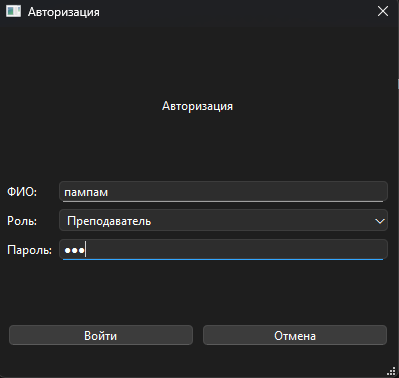 Авторизация
Авторизация
ФИО: пампам
Роль: Преподаватель
Пароль: ●●●
Войти Отмена